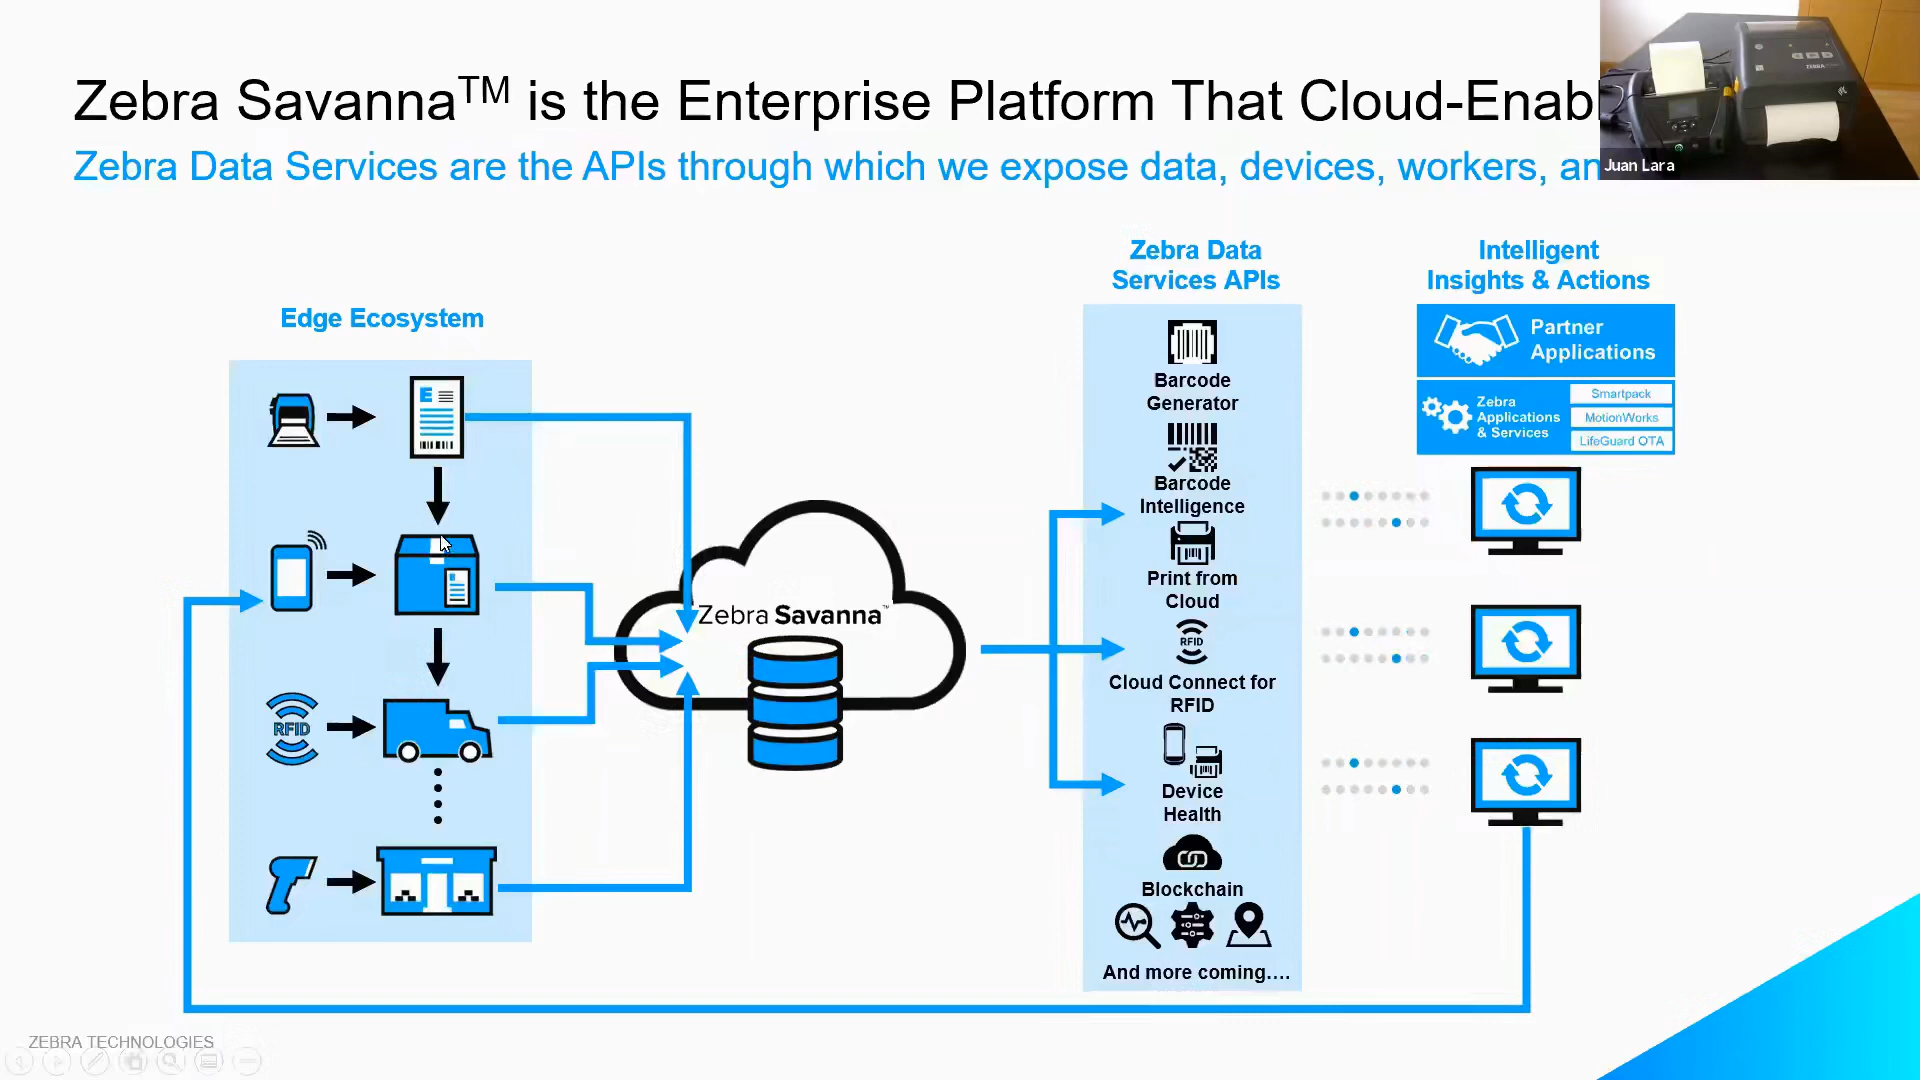 Zebra Savanna™ is the Enterprise Platform That Cloud-Enabl
Zebra Data Services are the APIs through which we expose data, devices, workers, an
Juan Lara
ZEBRA
Edge Ecosystem
E
RFID
Zebra Savanna™
Zebra Data
Services APIs
Barcode
Generator
Barcode
Intelligence
Print from
Cloud
RFID
Cloud Connect for
RFID
Device
Health
Blockchain
And more coming....
Intelligent
Insights & Actions
Partner
Applications
Zebra
Applications
& Services
Smartpack
MotionWorks
LifeGuard OTA
ZEBRA TECHNOLOGIES